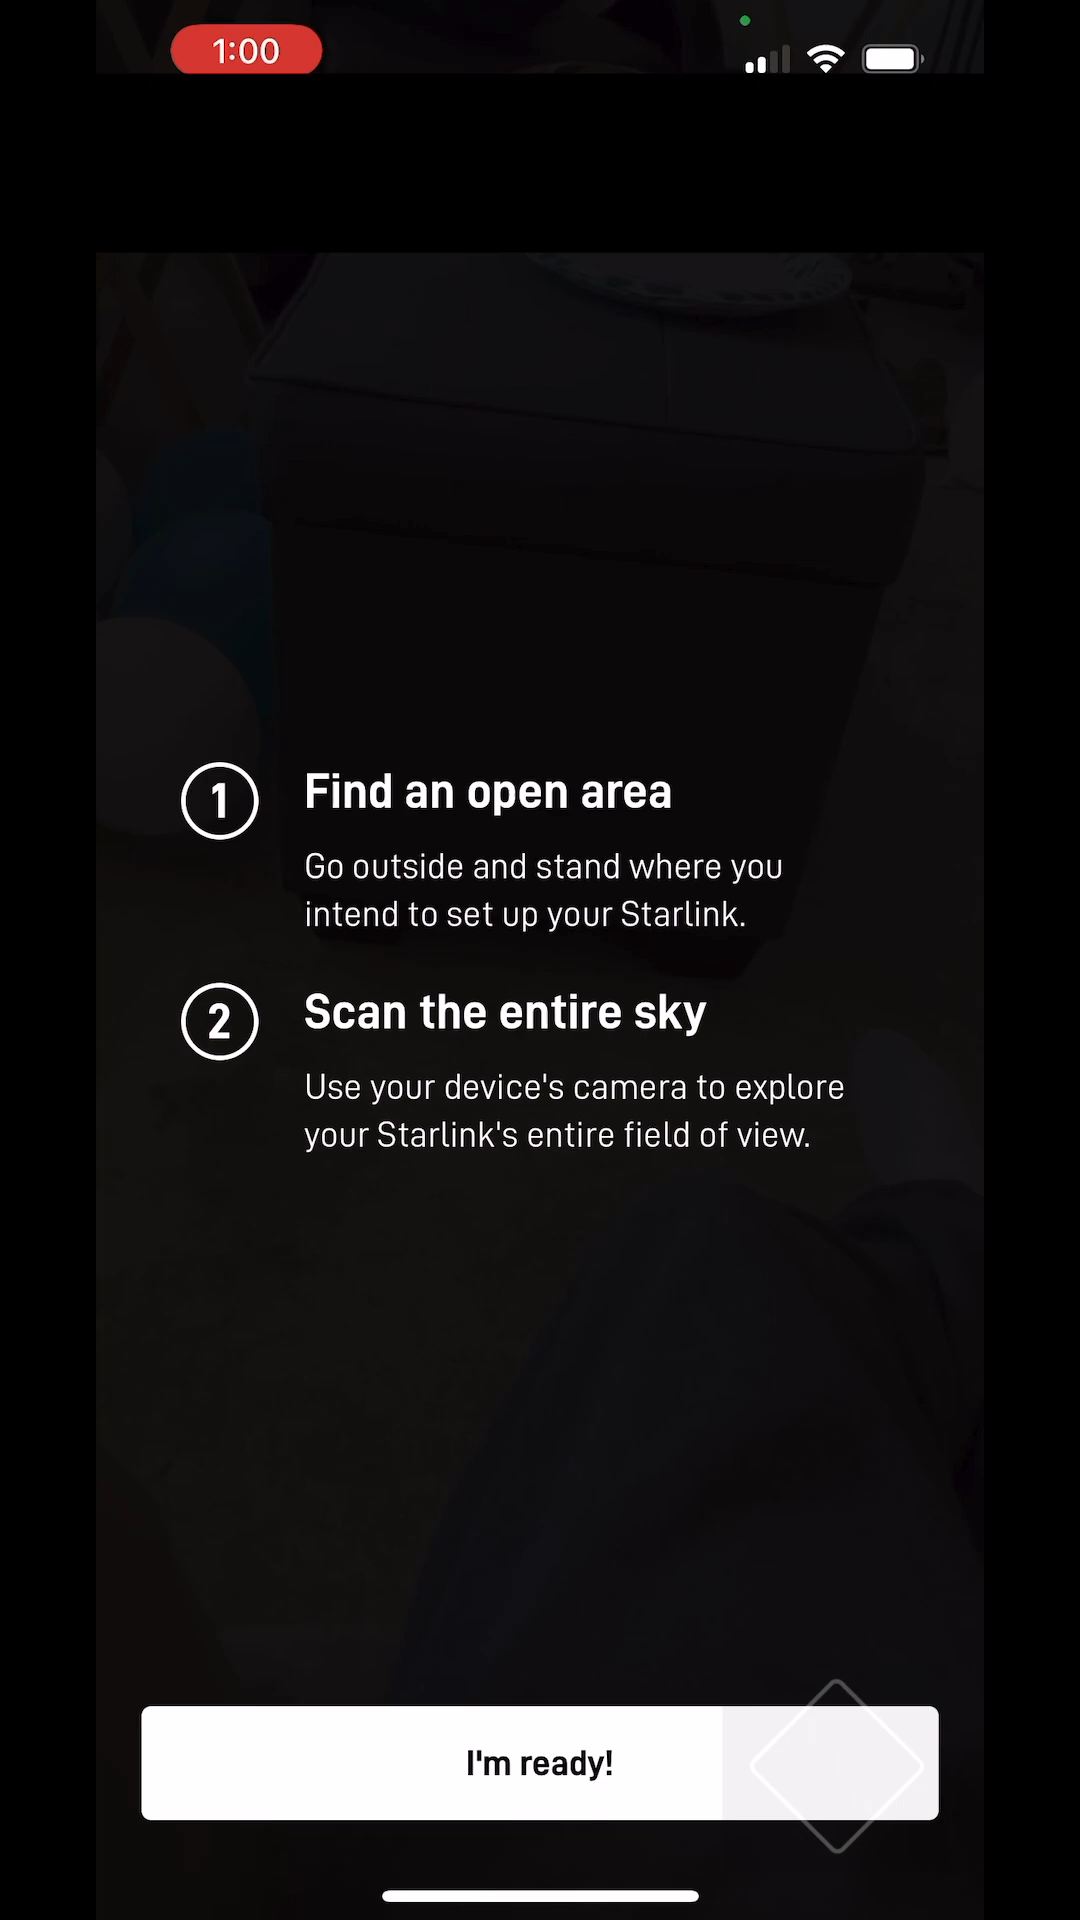 1:00
1
Find an open area
Go outside and stand where you
intend to set up your Starlink.
2
Scan the entire sky
Use your device's camera to explore
your Starlink's entire field of view.
I'm ready!